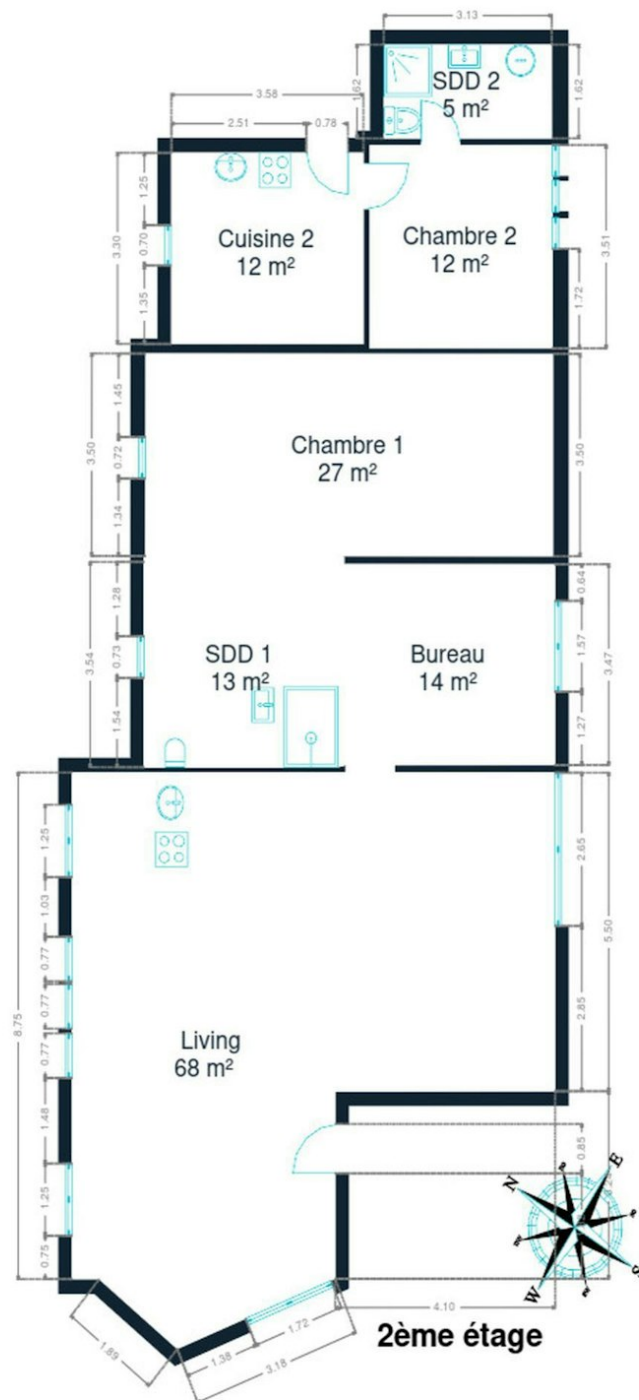 3.13
1.62
SDD 2
5 m²
1.62
3.58
2.51
0.78
3.30
1.25
0.70
1.35
Cuisine 2
12 m²
Chambre 2
12 m²
3.51
1.72
3.50
1.45
0.72
1.34
Chambre 1
27 m²
3.50
3.54
1.28
0.73
1.54
SDD 1
13 m²
Bureau
14 m²
0.64
1.57
1.27
3.47
8.75
1.25
1.03
0.77
0.77
0.77
1.48
1.25
0.75
Living
68 m²
2.65
2.85
5.50
0.85
N
E
S
W
4.10
2ème étage
1.89
1.38
1.72
3.18